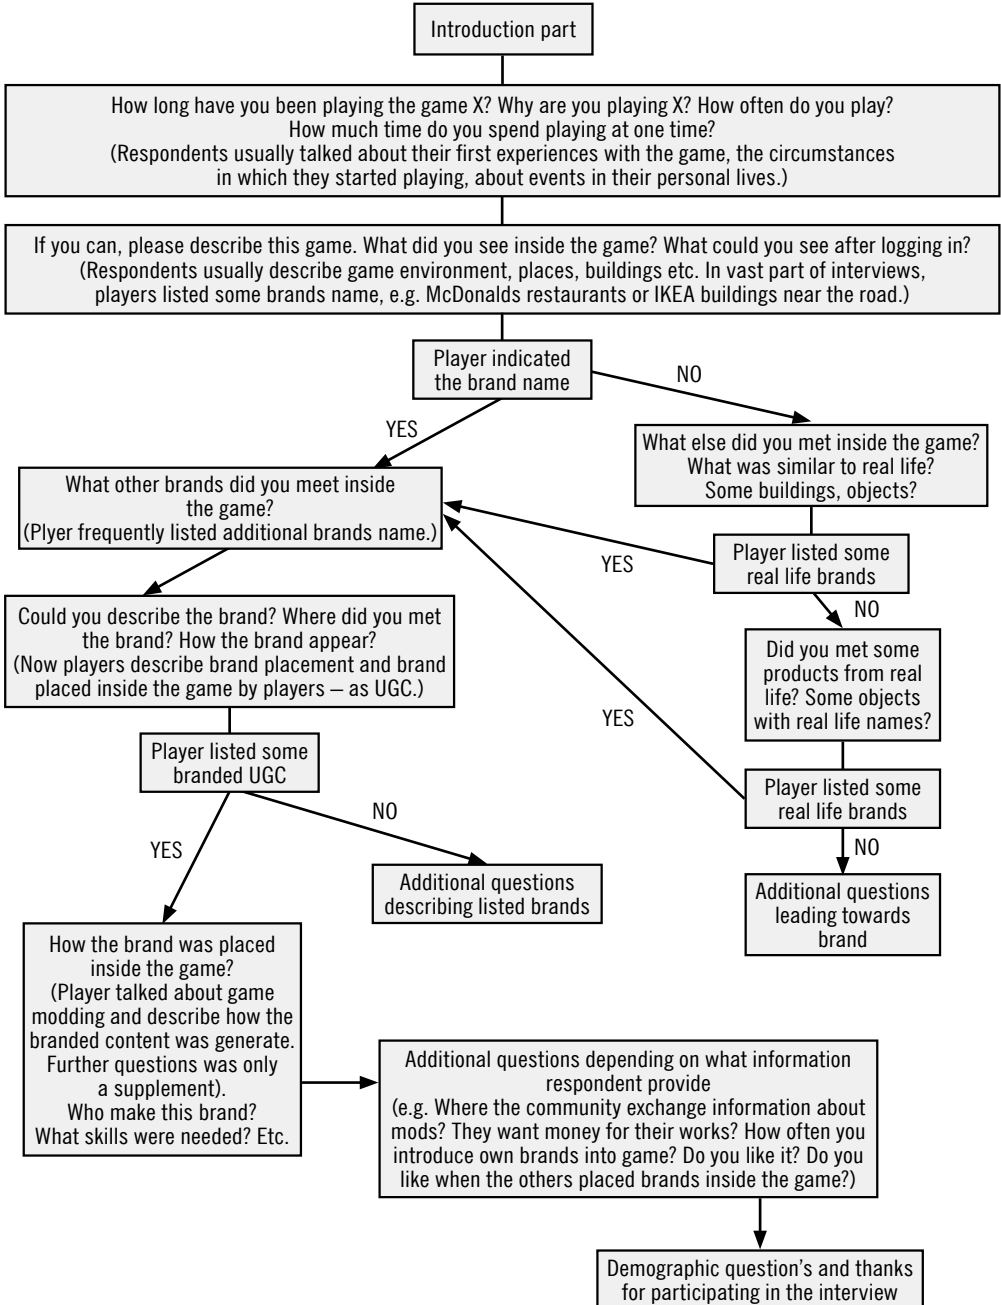 Introduction part
How long have you been playing the game X? Why are you playing X? How often do you play?
How much time do you spend playing at one time?
(Respondents usually talked about their first experiences with the game, the circumstances
in which they started playing, about events in their personal lives.)
If you can, please describe this game. What did you see inside the game? What could you see after logging in?
(Respondents usually describe game environment, places, buildings etc. In vast part of interviews,
players listed some brands name, e.g. McDonalds restaurants or IKEA buildings near the road.)
Player indicated
the brand name
NO
YES
What else did you met inside the game?
What was similar to real life?
Some buildings, objects?
What other brands did you meet inside
the game?
(Plyer frequently listed additional brands name.)
Player listed some
real life brands
YES
NO
Could you describe the brand? Where did you met
the brand? How the brand appear?
(Now players describe brand placement and brand
placed inside the game by players — as UGC.)
Did you met some
products from real
life? Some objects
with real life names?
YES
Player listed some
branded UGC
Player listed some
real life brands
NO
YES
NO
Additional questions
describing listed brands
Additional questions
leading towards
brand
How the brand was placed
inside the game?
(Player talked about game
modding and describe how the
branded content was generate.
Further questions was only
a supplement).
Who make this brand?
What skills were needed? Etc.
Additional questions depending on what information
respondent provide
(e.g. Where the community exchange information about
mods? They want money for their works? How often you
introduce own brands into game? Do you like it? Do you
like when the others placed brands inside the game?)
Demographic question's and thanks
for participating in the interview